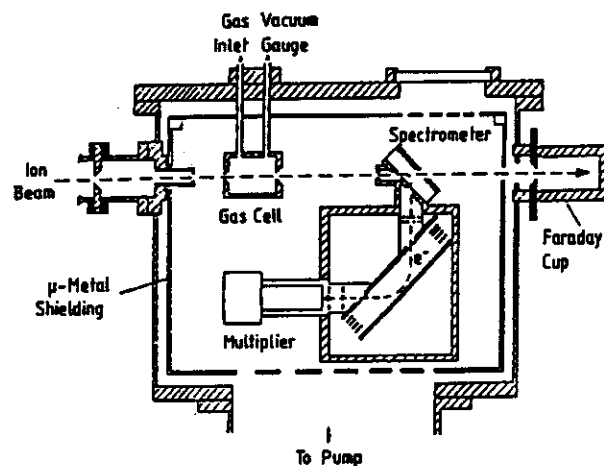 Gas Vacuum
Inlet Gauge
Spectrometer
Ion
Beam
Gas Cell
Faraday
Cup
μ-Metal
Shielding
e⁻
Multiplier
To Pump